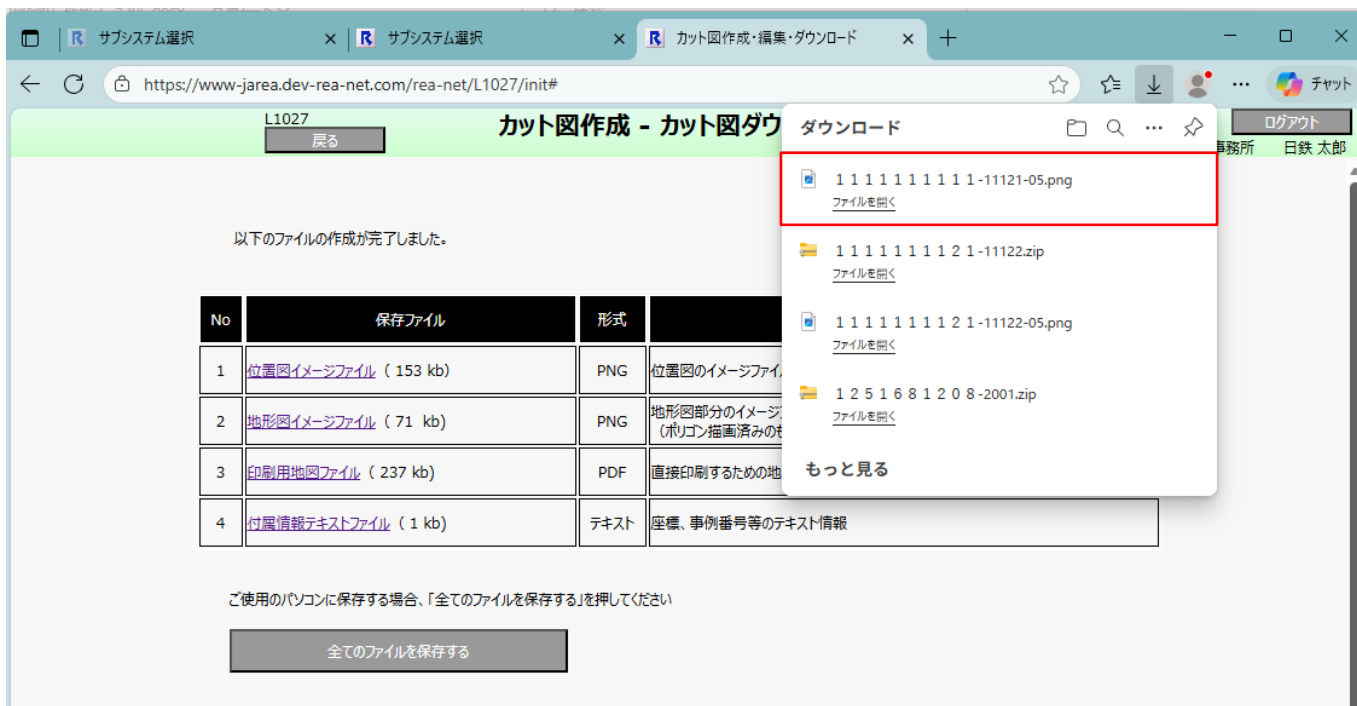 サブシステム選択
サブシステム選択
カット図作成・編集・ダウンロード
https://www-jarea.dev-rea-net.com/rea-net/L1027/init#
チャット
L1027
戻る
カット図作成 - カット図ダウ
ログアウト
事務所 日鉄 太郎
ダウンロード
１１１１１１１１１１-11121-05.png
ファイルを開く
１１１１１１１１２１-11122.zip
ファイルを開く
１１１１１１１１２１-11122-05.png
ファイルを開く
１２５１６８１２０８-2001.zip
ファイルを開く
もっと見る
以下のファイルの作成が完了しました。
No 保存ファイル 形式
1 位置図イメージファイル ( 153 kb) PNG 位置図のイメージファイ
2 地形図イメージファイル ( 71 kb) PNG 地形図部分のイメージ
（ポリゴン描画済みの
3 印刷用地図ファイル ( 237 kb) PDF 直接印刷するための地
4 付属情報テキストファイル ( 1 kb) テキスト 座標、事例番号等のテキスト情報
ご使用のパソコンに保存する場合、「全てのファイルを保存する」を押してください
全てのファイルを保存する